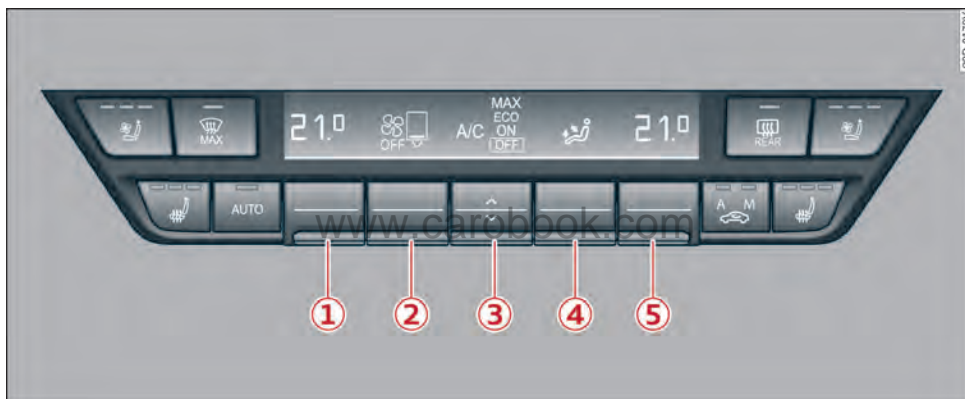 MAX
21.0
OFF
A/C
MAX
ECO
ON
OFF
21.0
REAR
AUTO
A M
www.carobook.com
1 2 3 4 5